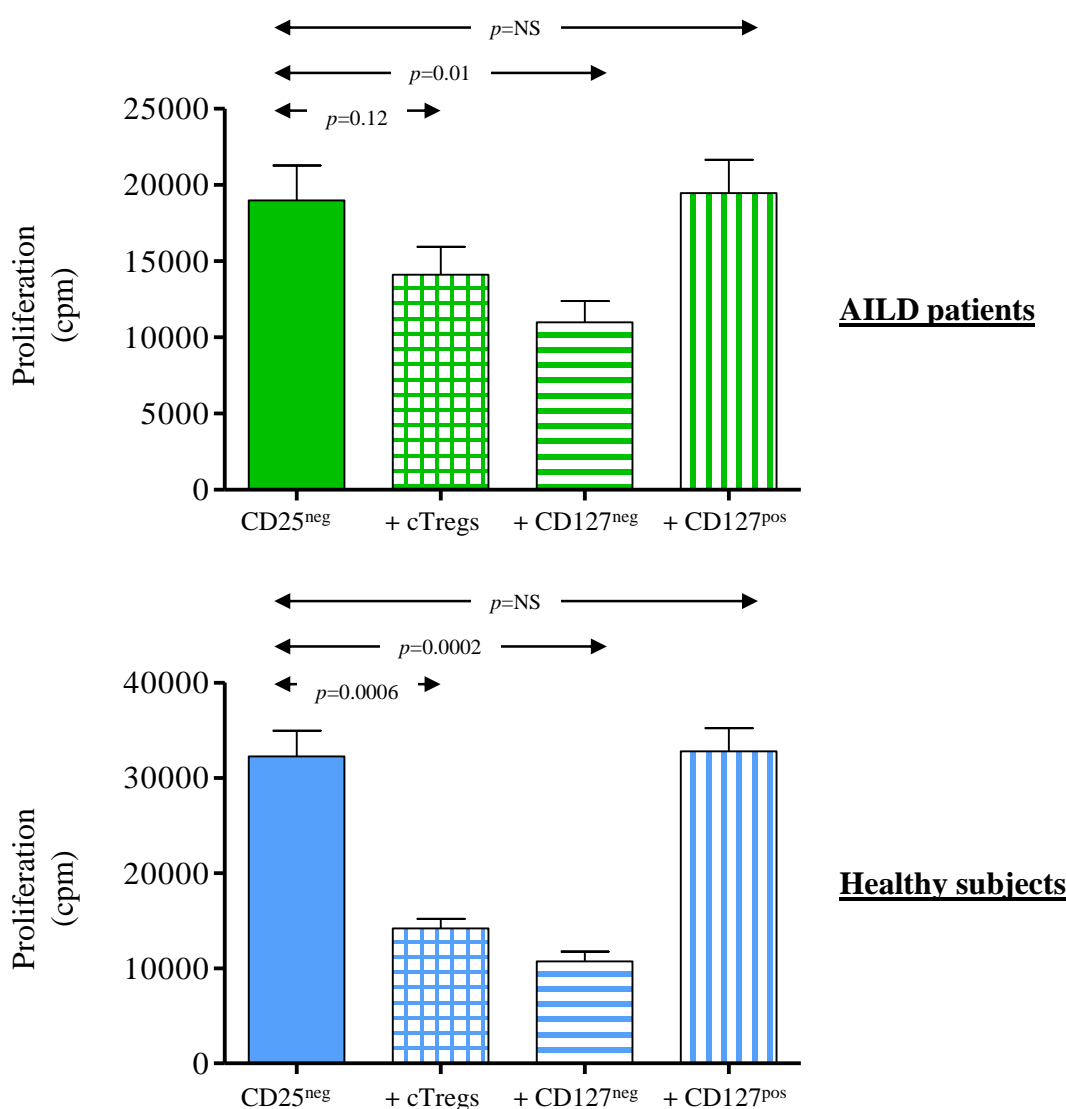 p=NS
p=0.01
p=0.12
25000
20000
15000
10000
5000
0
Proliferation
(cpm)
AILD patients
CD25neg + cTregs + CD127neg + CD127pos
p=NS
p=0.0002
p=0.0006
40000
30000
20000
10000
0
Proliferation
(cpm)
Healthy subjects
CD25neg + cTregs + CD127neg + CD127pos